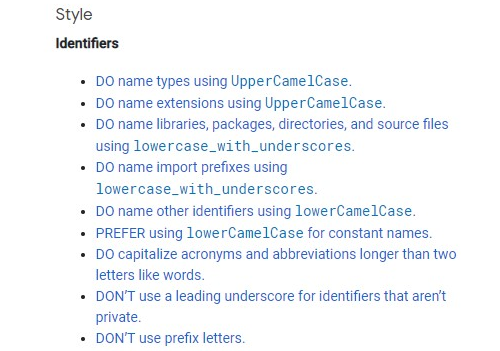 Style
Identifiers
DO name types using UpperCamelCase.
DO name extensions using UpperCamelCase.
DO name libraries, packages, directories, and source files
using lowercase_with_underscores.
DO name import prefixes using
lowercase_with_underscores.
DO name other identifiers using lowerCamelCase.
PREFER using lowerCamelCase for constant names.
DO capitalize acronyms and abbreviations longer than two
letters like words.
DON’T use a leading underscore for identifiers that aren’t
private.
DON’T use prefix letters.